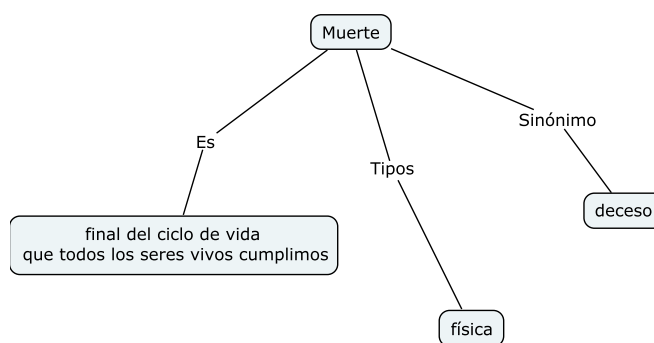 Muerte
Sinónimo
Es
Tipos
deceso
final del ciclo de vida
que todos los seres vivos cumplimos
física